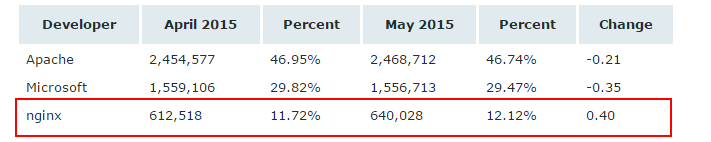 Developer April 2015 Percent May 2015 Percent Change
Apache 2,454,577 46.95% 2,468,712 46.74% -0.21
Microsoft 1,559,106 29.82% 1,556,713 29.47% -0.35
nginx 612,518 11.72% 640,028 12.12% 0.40